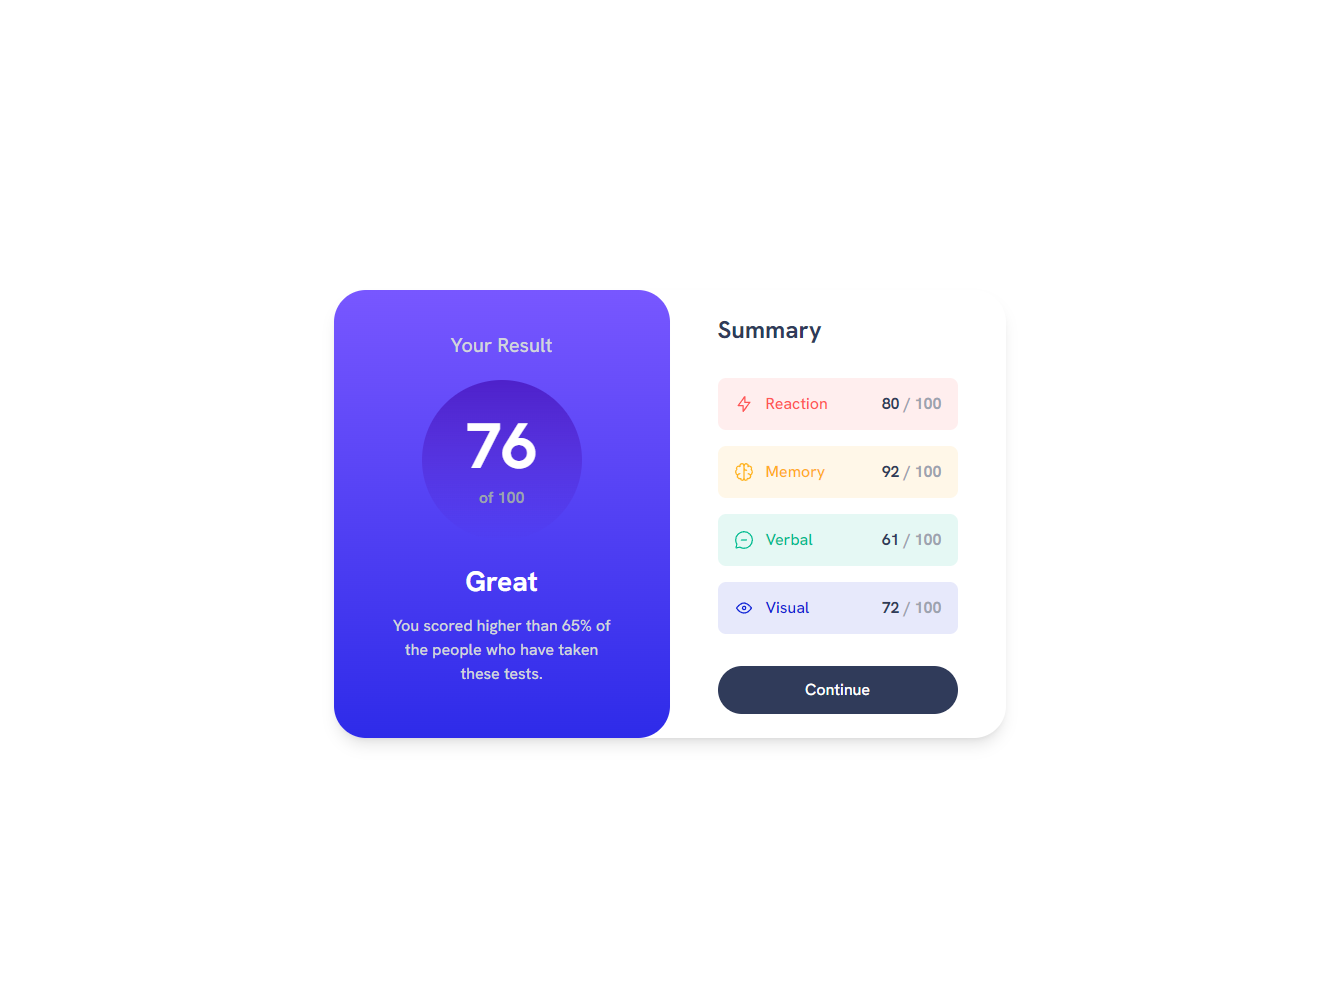 Your Result
76
of 100
Great
You scored higher than 65% of
the people who have taken
these tests.
Summary
Reaction 80 / 100
Memory 92 / 100
Verbal 61 / 100
Visual 72 / 100
Continue